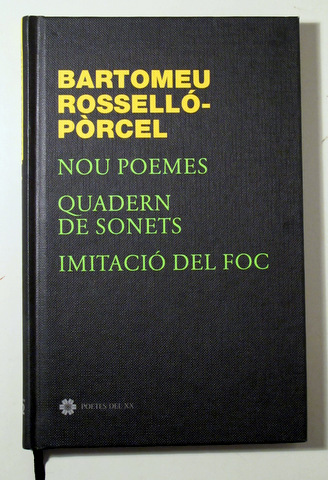 BARTOMEU
ROSSELLÓ-
PÒRCEL
NOU POEMES
QUADERN
DE SONETS
IMITACIÓ DEL FOC
POETES DEL XX